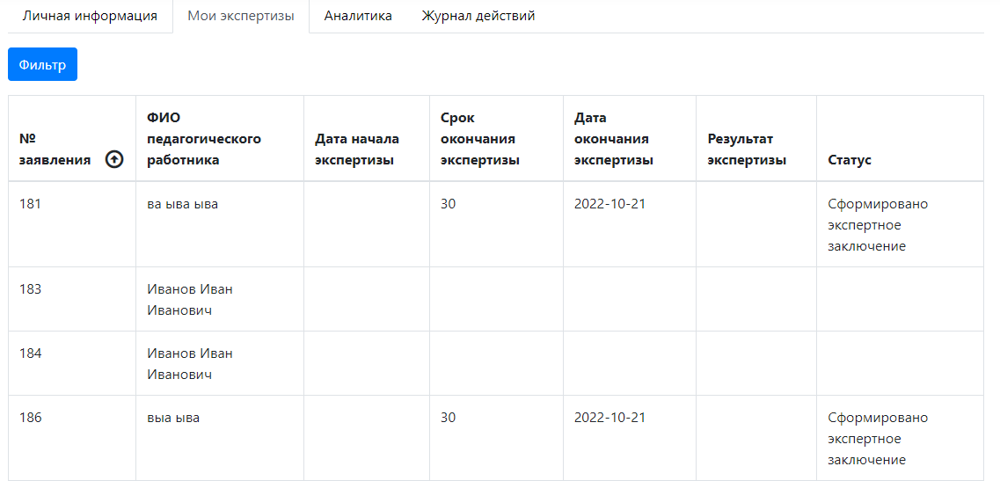 Личная информация Мои экспертизы Аналитика Журнал действий
Фильтр
№ заявления ФИО педагогического работника Дата начала экспертизы Срок окончания экспертизы Дата окончания экспертизы Результат экспертизы Статус
181 ва ыва ыва 30 2022-10-21 Сформировано экспертное заключение
183 Иванов Иван Иванович
184 Иванов Иван Иванович
186 выа ыва 30 2022-10-21 Сформировано экспертное заключение